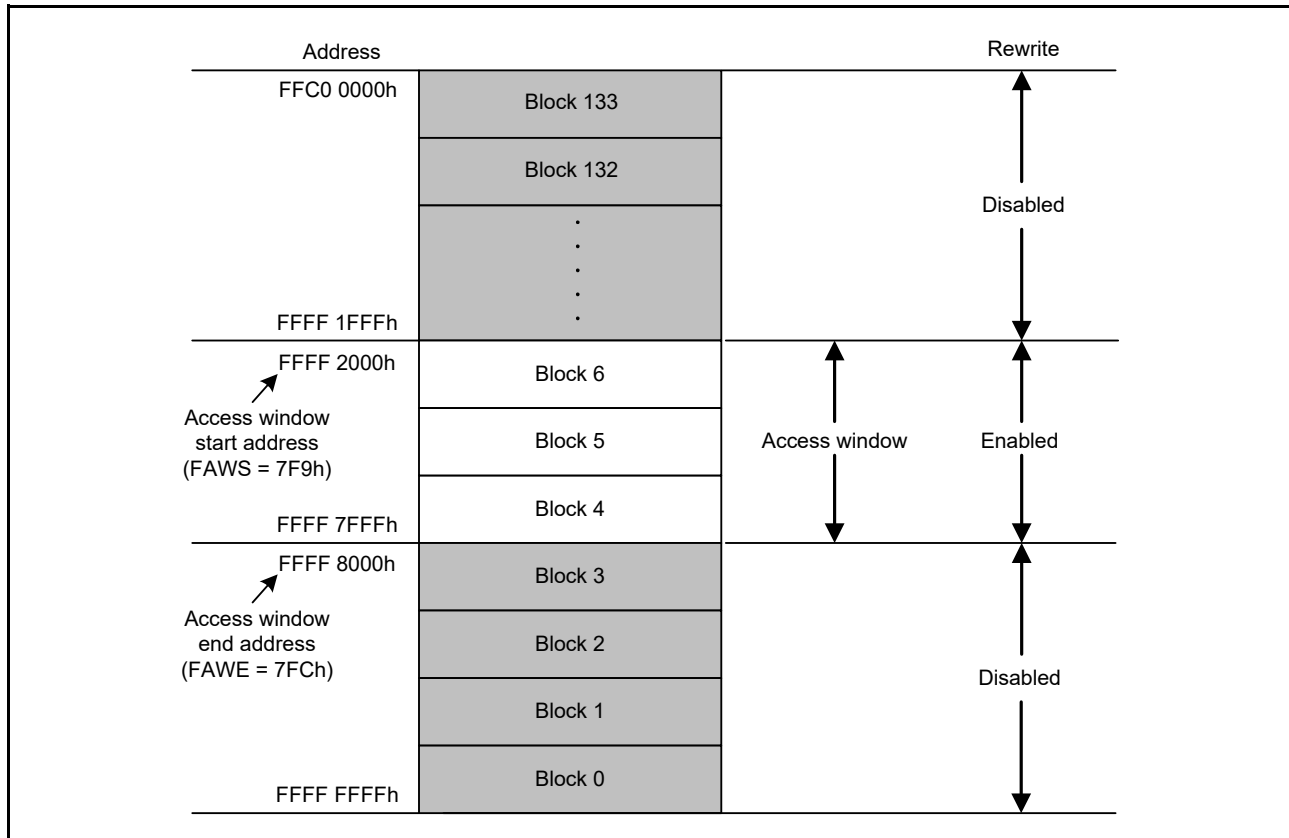 Address
Rewrite
FFC0 0000h
Block 133
Block 132
Disabled
FFFF 1FFFh
FFFF 2000h
Block 6
Access window
start address
(FAWS = 7F9h)
Block 5
Access window
Enabled
Block 4
FFFF 7FFFh
FFFF 8000h
Block 3
Access window
end address
(FAWE = 7FCh)
Block 2
Disabled
Block 1
Block 0
FFFF FFFFh